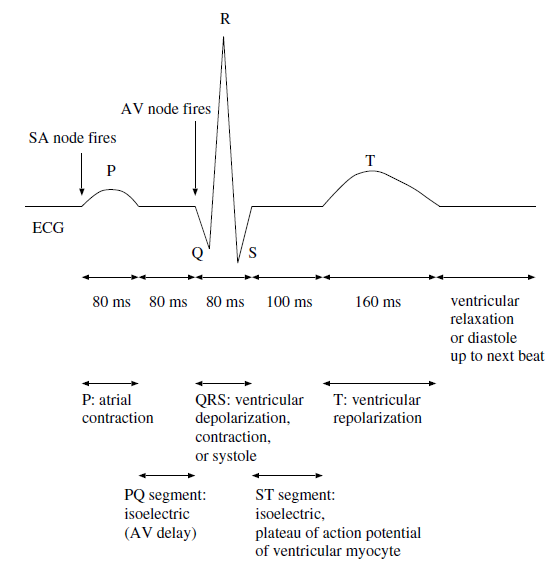 R
AV node fires
SA node fires
P
T
ECG
Q
S
80 ms
80 ms
80 ms
100 ms
160 ms
ventricular
relaxation
or diastole
up to next beat
P: atrial
contraction
QRS: ventricular
depolarization,
contraction,
or systole
T: ventricular
repolarization
PQ segment:
isoelectric
(AV delay)
ST segment:
isoelectric,
plateau of action potential
of ventricular myocyte